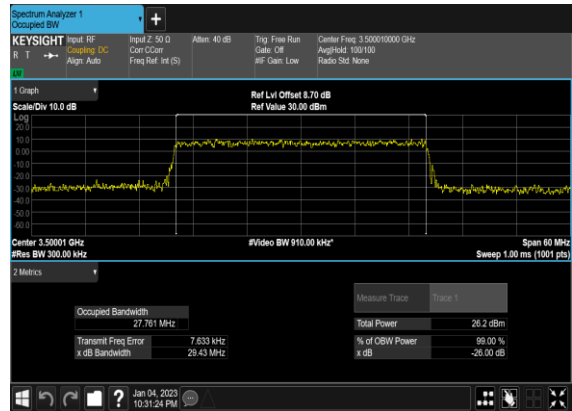 Spectrum Analyzer 1
Occupied BW
+
KEYSIGHT Input: RF Input Z: 50 Ω Atten: 40 dB Trig: Free Run Center Freq: 3.500010000 GHz
R T Coupling: DC Corr CCorr Gate: Off Avg|Hold: 100/100
Align: Auto Freq Ref: Int (S) #IF Gain: Low Radio Std: None
1 Graph
Ref Lvl Offset 8.70 dB
Scale/Div 10.0 dB Ref Value 30.00 dBm
Log
20.0
10.0
0.00
-10.0
-20.0
-30.0
-40.0
-50.0
-60.0
Center 3.50001 GHz #Video BW 910.00 kHz* Span 60 MHz
#Res BW 300.00 kHz Sweep 1.00 ms (1001 pts)
2 Metrics
Measure Trace Trace 1
Occupied Bandwidth
27.761 MHz Total Power 26.2 dBm
Transmit Freq Error 7.633 kHz % of OBW Power 99.00 %
x dB Bandwidth 29.43 MHz x dB -26.00 dB
? Jan 04, 2023
10:31:24 PM